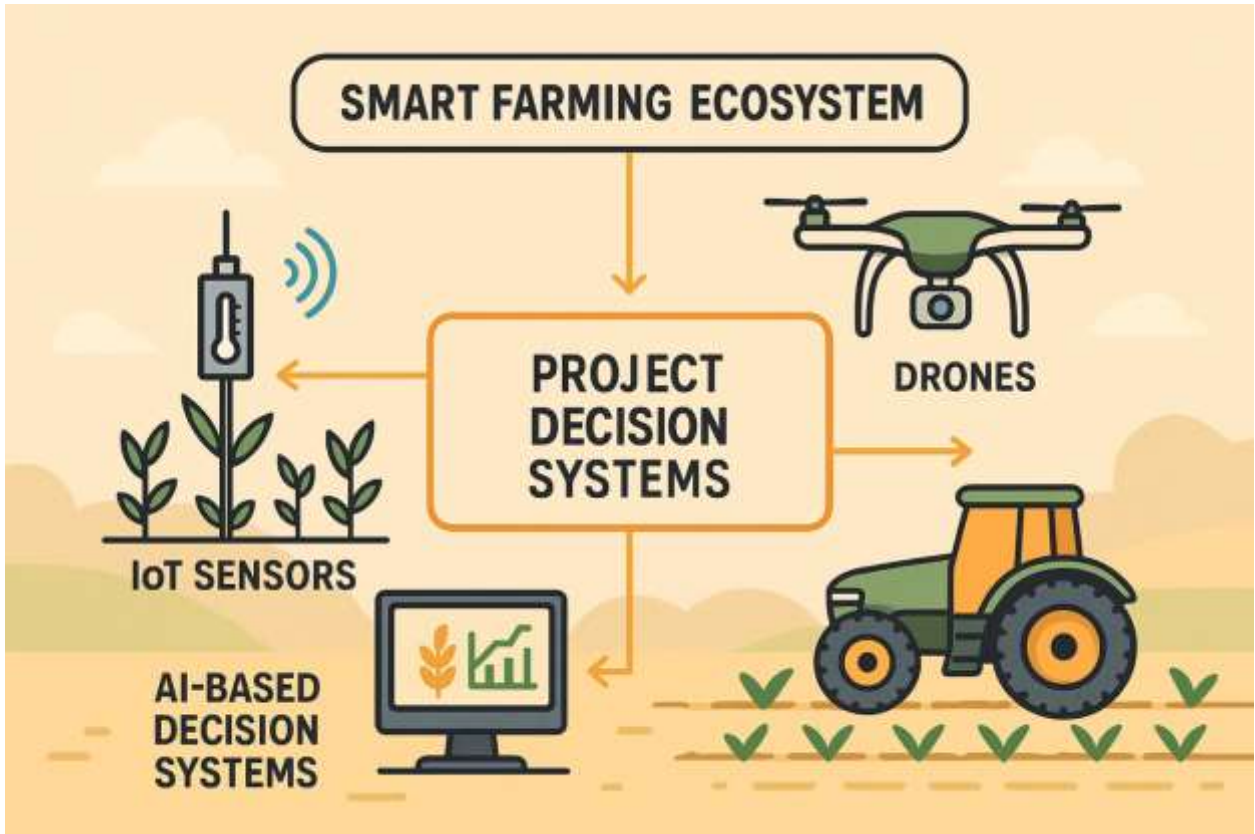 SMART FARMING ECOSYSTEM
PROJECT
DECISION
SYSTEMS
DRONES
IoT SENSORS
AI-BASED
DECISION
SYSTEMS